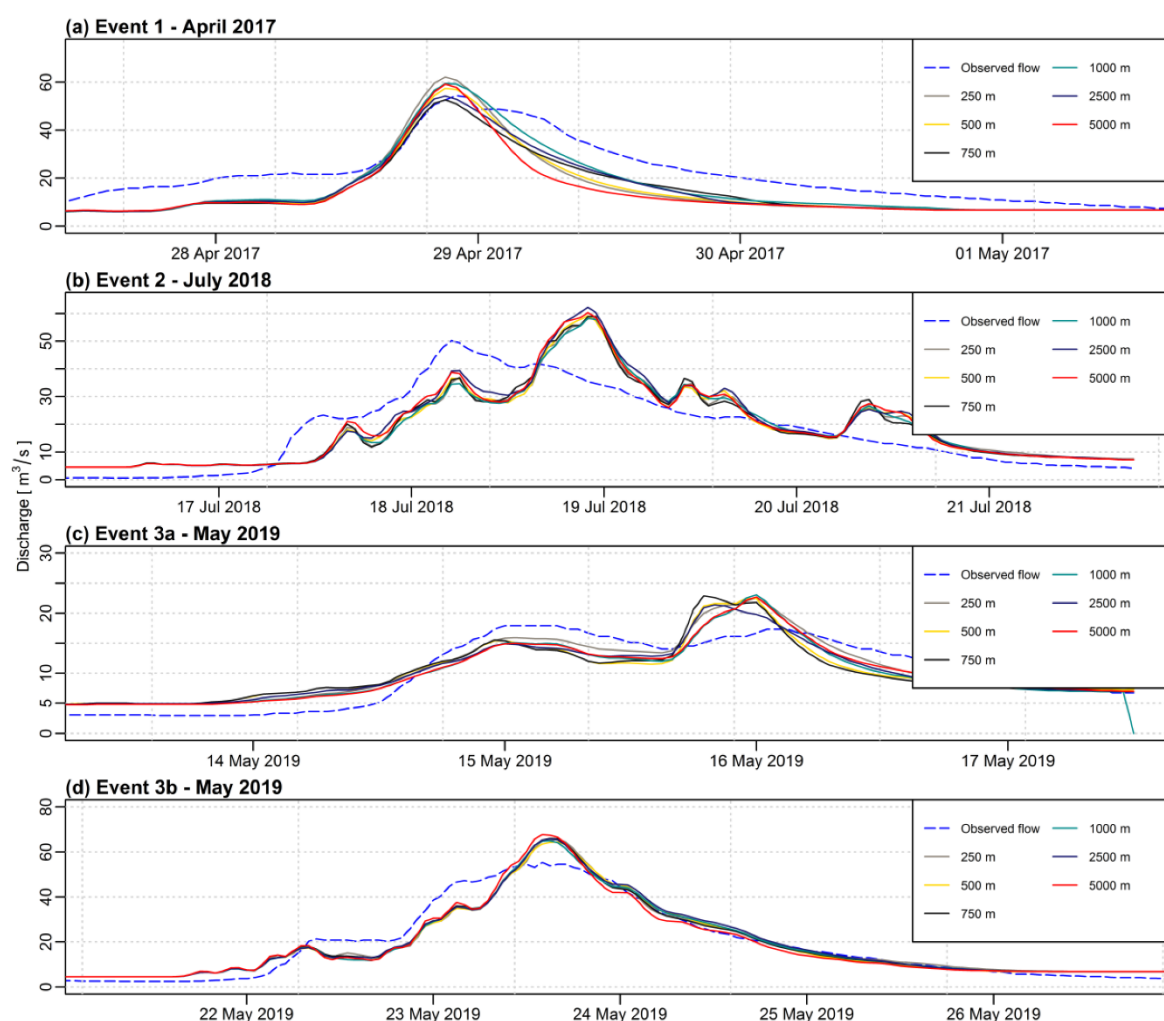 (a) Event 1 - April 2017
60
40
20
0
Observed flow
250 m
500 m
750 m
1000 m
2500 m
5000 m
28 Apr 2017
29 Apr 2017
30 Apr 2017
01 May 2017
(b) Event 2 - July 2018
50
30
10
0
Observed flow
250 m
500 m
750 m
1000 m
2500 m
5000 m
17 Jul 2018
18 Jul 2018
19 Jul 2018
20 Jul 2018
21 Jul 2018
Discharge [ m³/s ]
(c) Event 3a - May 2019
30
20
15
10
5
0
Observed flow
250 m
500 m
750 m
1000 m
2500 m
5000 m
14 May 2019
15 May 2019
16 May 2019
17 May 2019
(d) Event 3b - May 2019
80
60
40
20
0
Observed flow
250 m
500 m
750 m
1000 m
2500 m
5000 m
22 May 2019
23 May 2019
24 May 2019
25 May 2019
26 May 2019